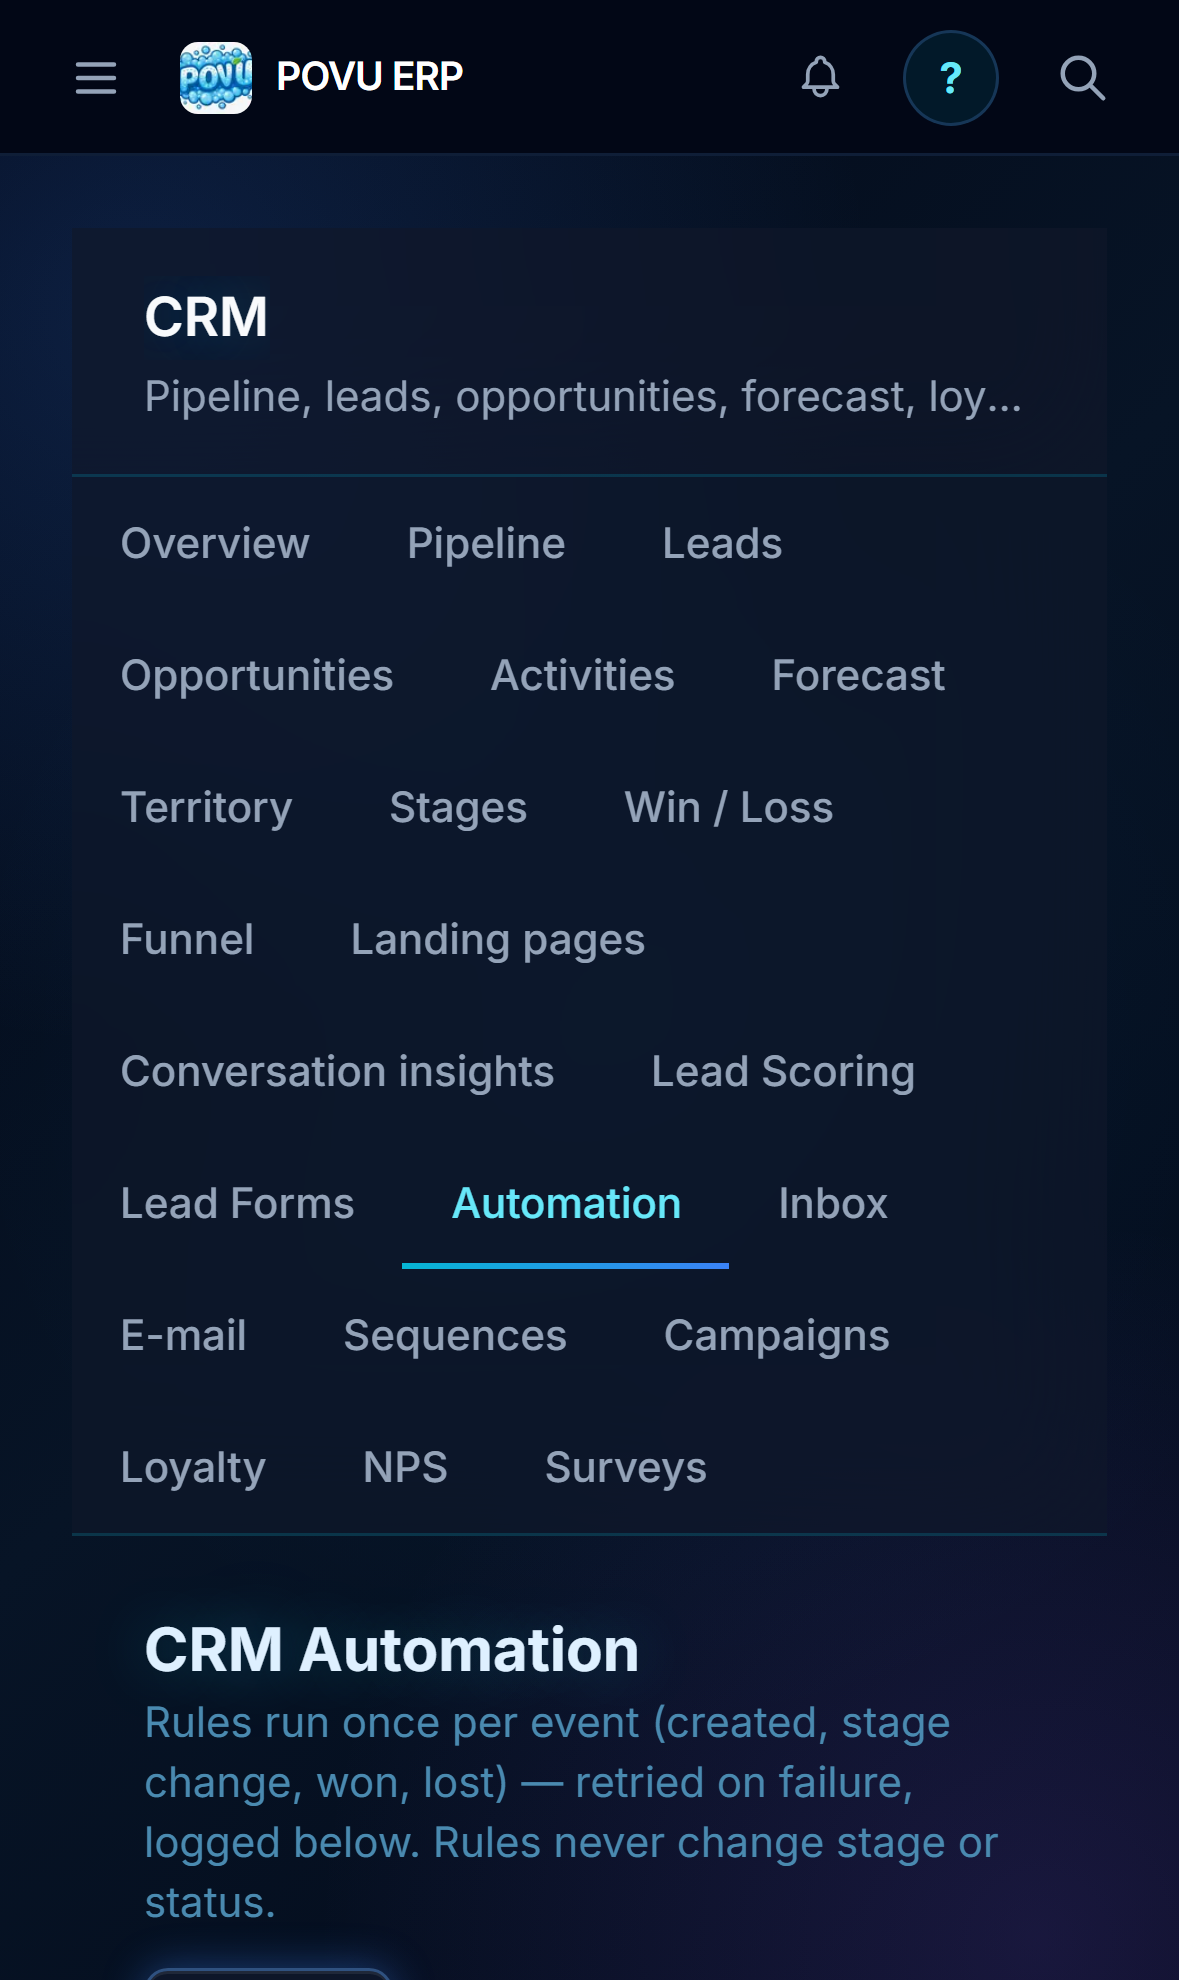 POVU
POVU ERP
?
CRM
Pipeline, leads, opportunities, forecast, loy...
Overview Pipeline Leads
Opportunities Activities Forecast
Territory Stages Win / Loss
Funnel Landing pages
Conversation insights Lead Scoring
Lead Forms Automation Inbox
E-mail Sequences Campaigns
Loyalty NPS Surveys
CRM Automation
Rules run once per event (created, stage
change, won, lost) — retried on failure,
logged below. Rules never change stage or
status.